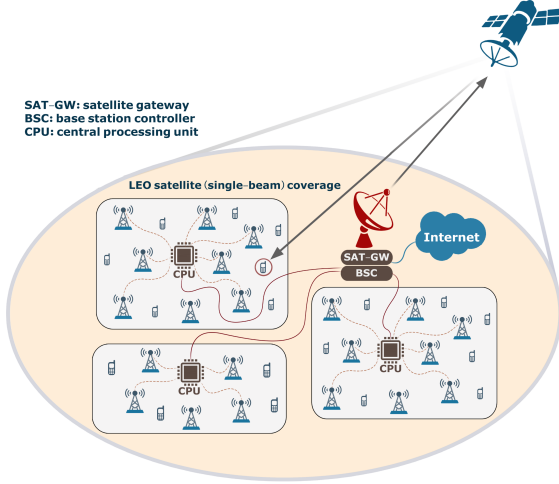 SAT-GW: satellite gateway
BSC: base station controller
CPU: central processing unit
LEO satellite (single-beam) coverage
Internet
SAT-GW
BSC
CPU
CPU
CPU